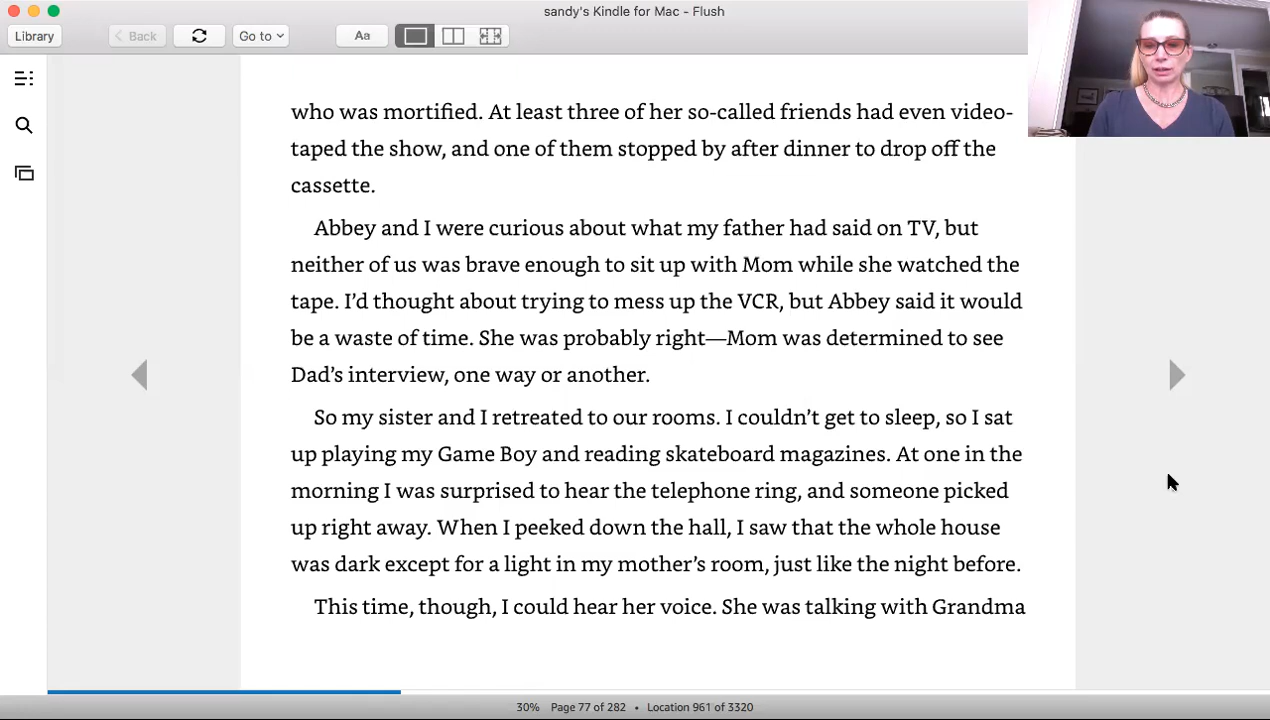 sandy's Kindle for Mac - Flush
Library
Back
Go to
Aa
who was mortified. At least three of her so-called friends had even video-
taped the show, and one of them stopped by after dinner to drop off the
cassette.
Abbey and I were curious about what my father had said on TV, but
neither of us was brave enough to sit up with Mom while she watched the
tape. I’d thought about trying to mess up the VCR, but Abbey said it would
be a waste of time. She was probably right—Mom was determined to see
Dad’s interview, one way or another.
So my sister and I retreated to our rooms. I couldn’t get to sleep, so I sat
up playing my Game Boy and reading skateboard magazines. At one in the
morning I was surprised to hear the telephone ring, and someone picked
up right away. When I peeked down the hall, I saw that the whole house
was dark except for a light in my mother’s room, just like the night before.
This time, though, I could hear her voice. She was talking with Grandma
30% Page 77 of 282 • Location 961 of 3320